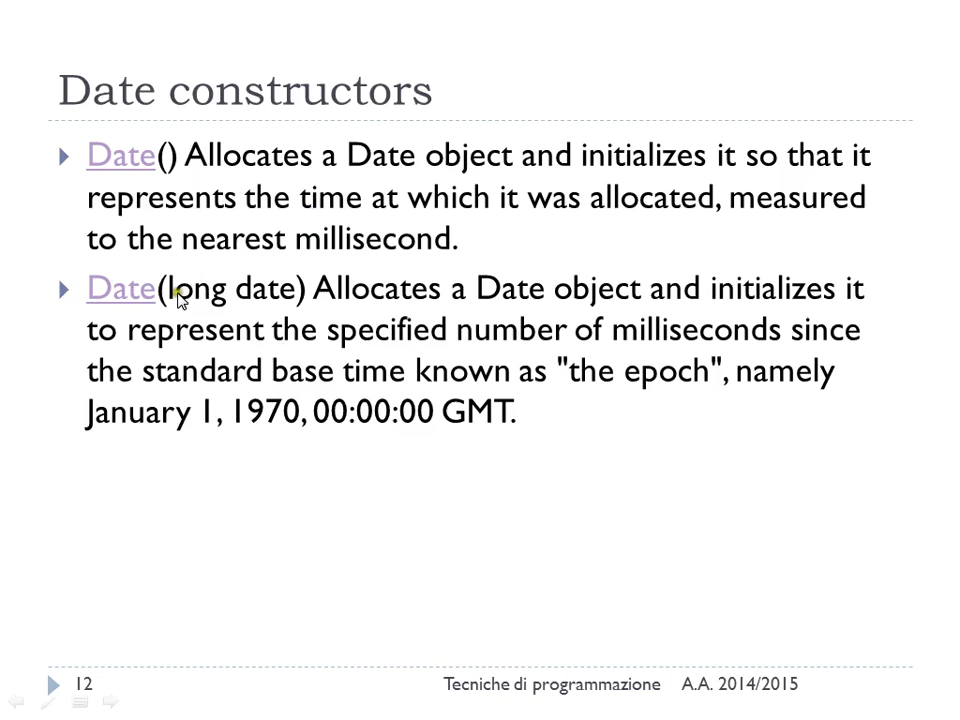 Date constructors
Date() Allocates a Date object and initializes it so that it
represents the time at which it was allocated, measured
to the nearest millisecond.
Date(long date) Allocates a Date object and initializes it
to represent the specified number of milliseconds since
the standard base time known as "the epoch", namely
January 1, 1970, 00:00:00 GMT.
12 Tecniche di programmazione A.A. 2014/2015